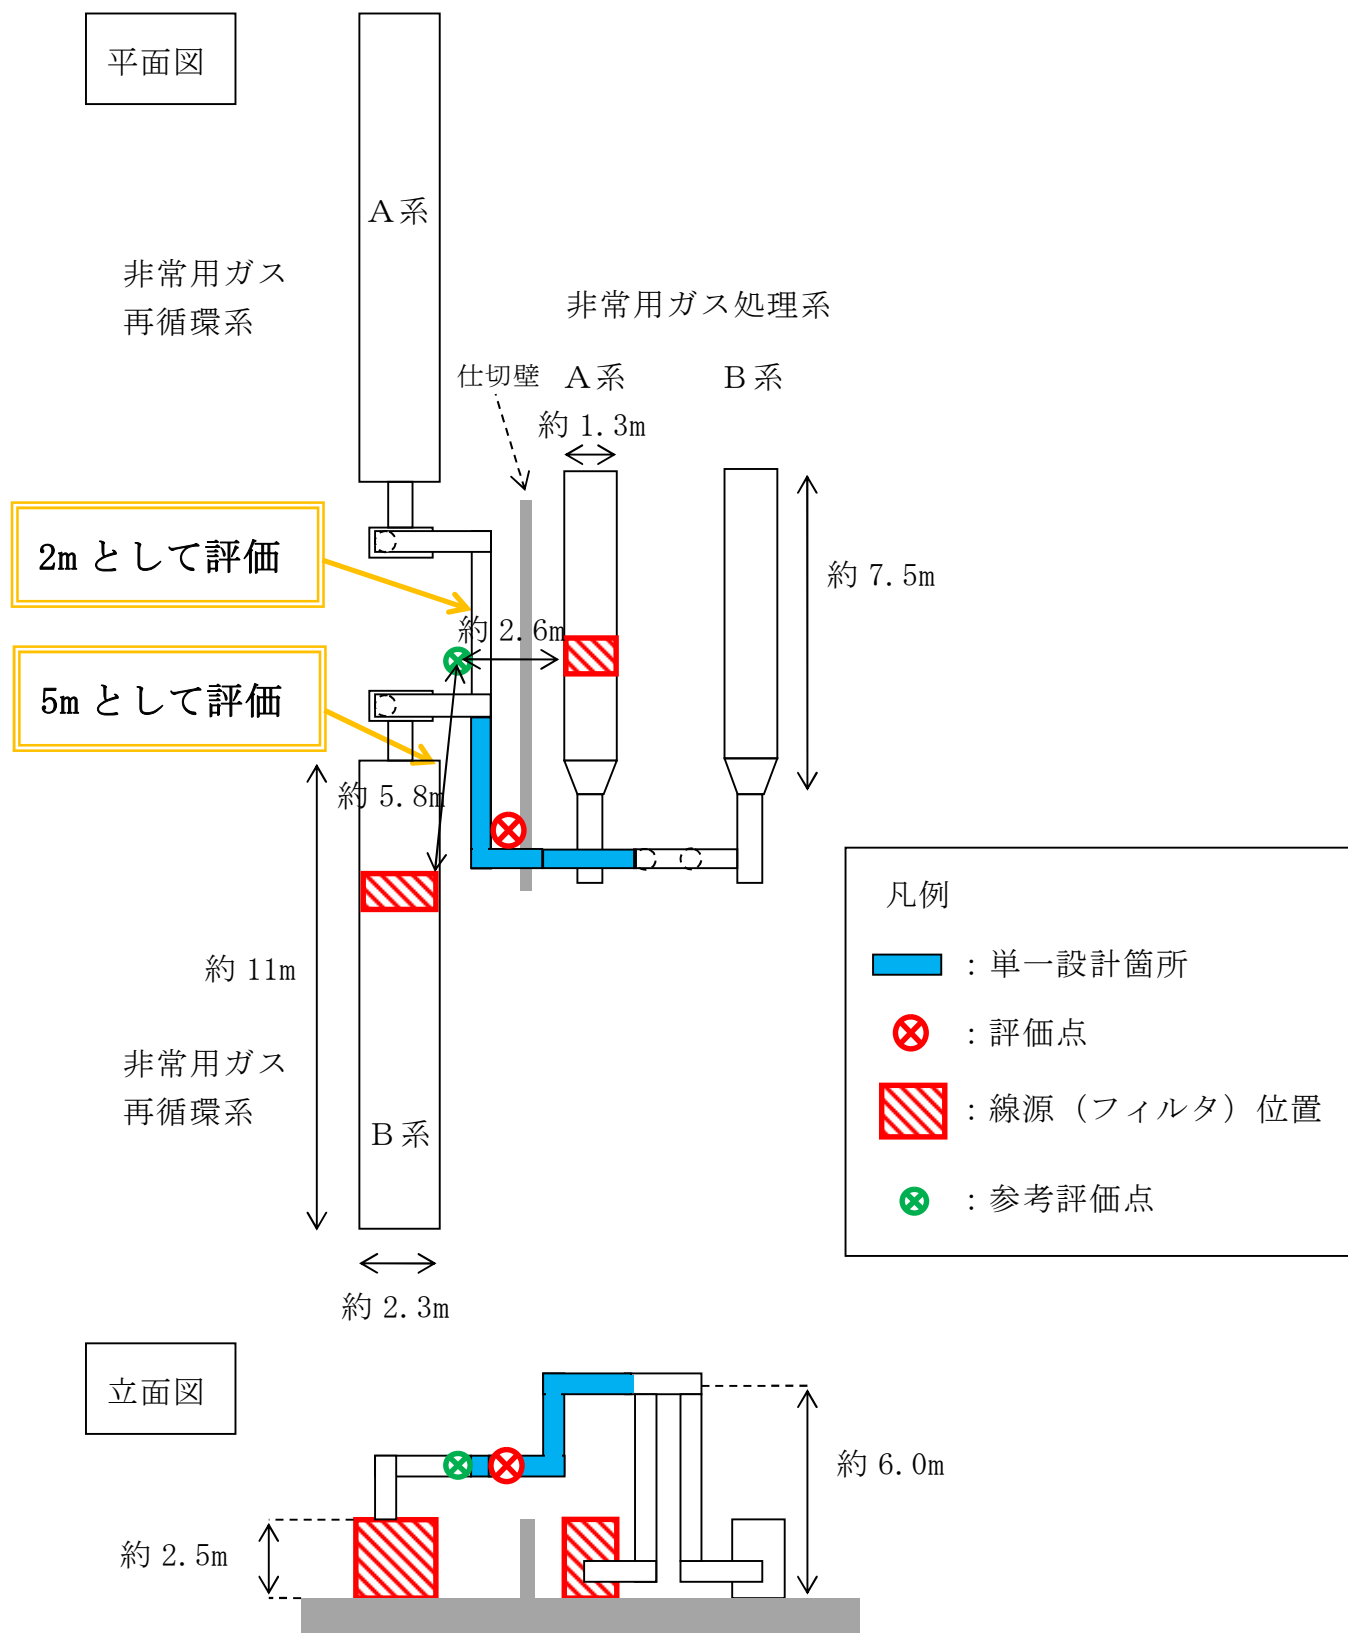 平面図
A系
非常用ガス
再循環系
非常用ガス処理系
仕切壁
A系
B系
約 1.3m
2m として評価
約 7.5m
約 2.6m
5m として評価
約 5.8m
凡例
約 11m
：単一設計箇所
：評価点
非常用ガス
再循環系
B系
：線源（フィルタ）位置
：参考評価点
約 2.3m
立面図
約 6.0m
約 2.5m